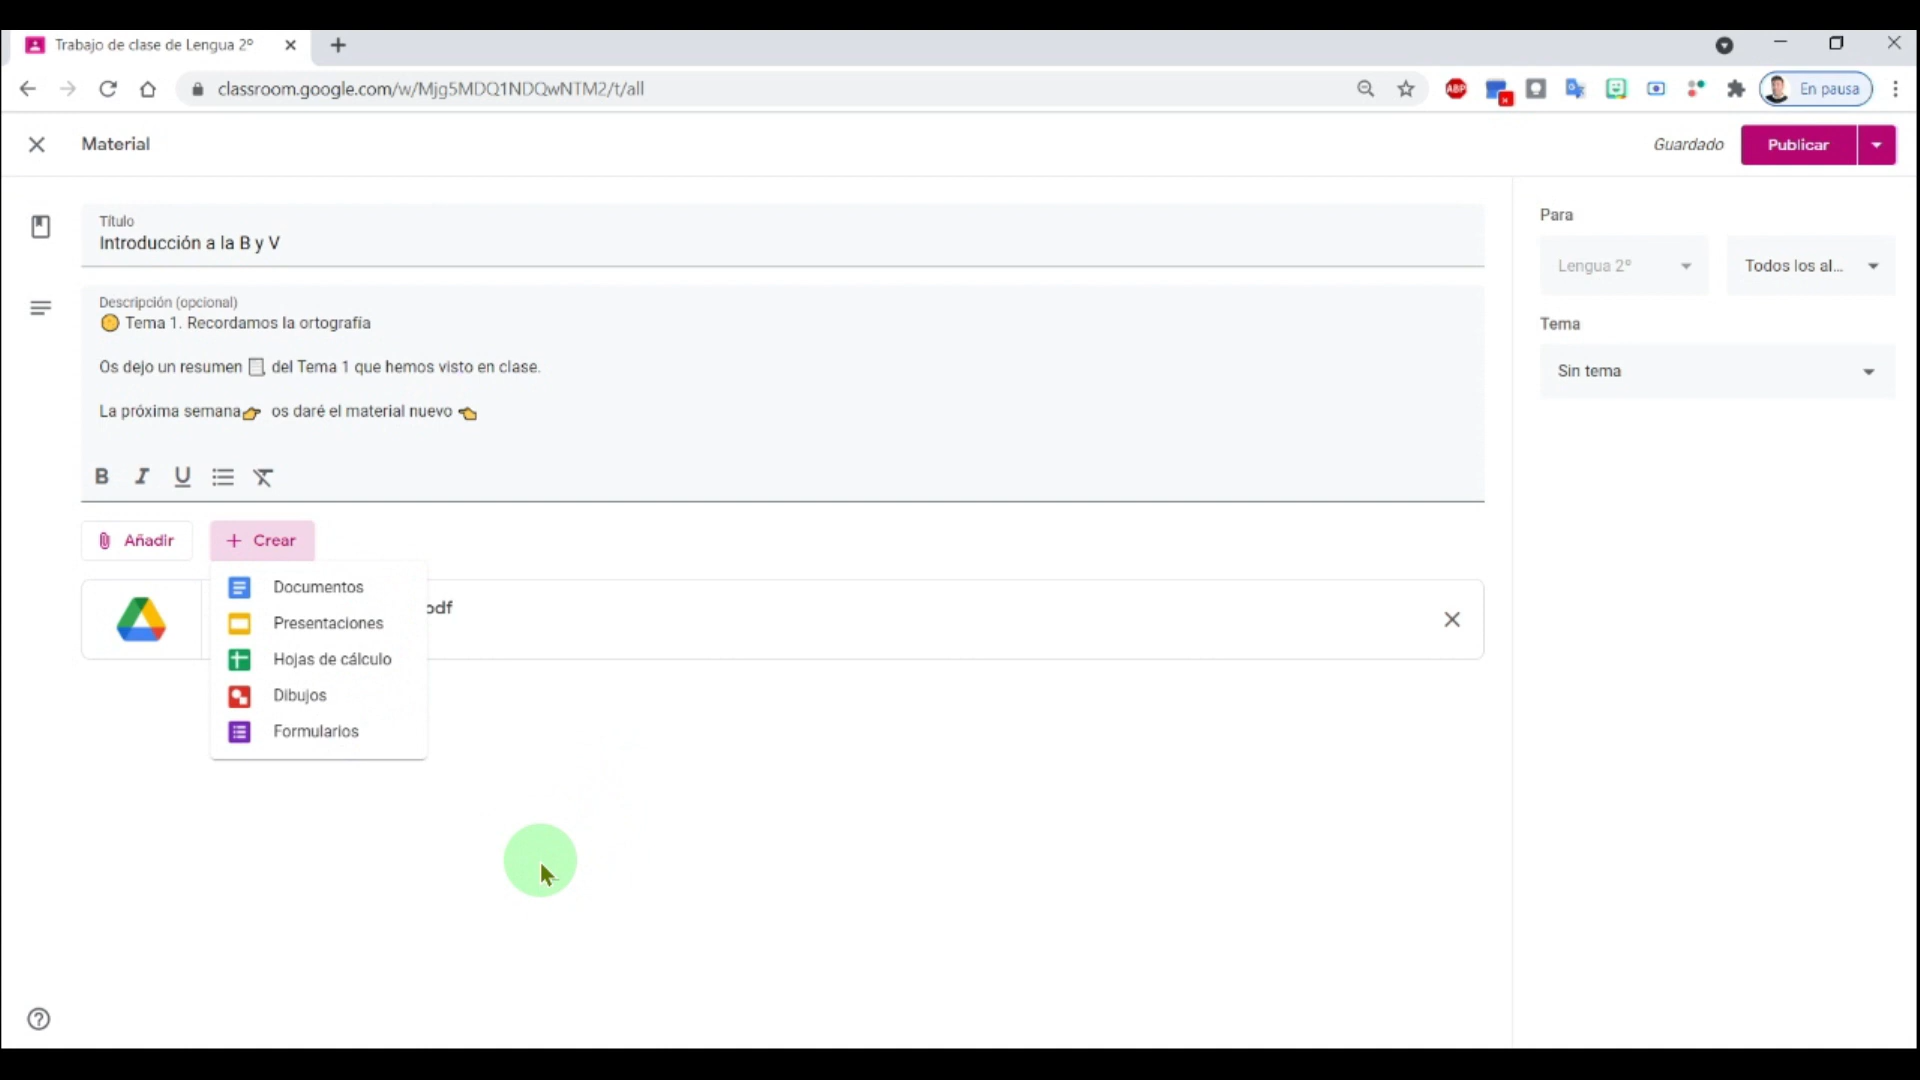 Trabajo de clase de Lengua 2º
classroom.google.com/w/Mjg5MDQ1NDQwNTM2/t/all
ABP
En pausa
Material
Guardado
Publicar
Título
Introducción a la B y V
Descripción (opcional)
Tema 1. Recordamos la ortografía
Os dejo un resumen del Tema 1 que hemos visto en clase.
La próxima semana os daré el material nuevo
B I U
Añadir
Crear
Documentos
Presentaciones
Hojas de cálculo
Dibujos
Formularios
pdf
Para
Lengua 2º
Todos los al...
Tema
Sin tema